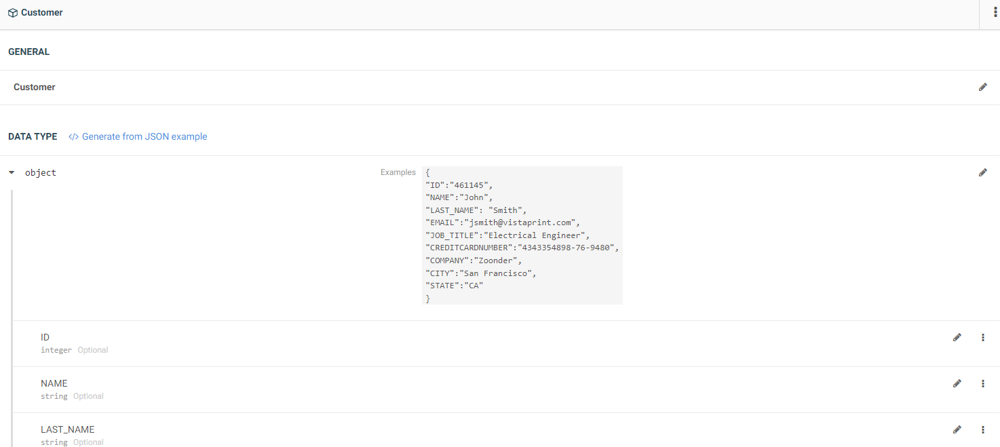 Customer
GENERAL
Customer
DATA TYPE </> Generate from JSON example
object
Examples
{
"ID":"461145",
"NAME":"John",
"LAST_NAME": "Smith",
"EMAIL":"jsmith@vistaprint.com",
"JOB_TITLE":"Electrical Engineer",
"CREDITCARDNUMBER":"4343354898-76-9480",
"COMPANY":"Zoonder",
"CITY":"San Francisco",
"STATE":"CA"
}
ID
integer Optional
NAME
string Optional
LAST_NAME
string Optional